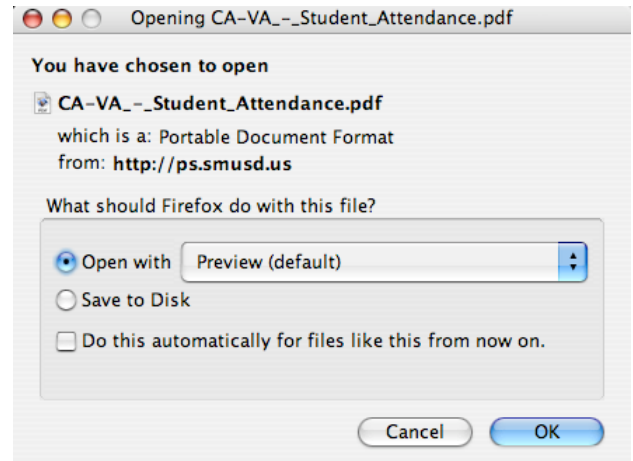 Opening CA-VA_-_Student_Attendance.pdf
You have chosen to open
CA-VA_-_Student_Attendance.pdf
which is a: Portable Document Format
from: http://ps.smusd.us
What should Firefox do with this file?
Open with Preview (default)
Save to Disk
Do this automatically for files like this from now on.
Cancel OK